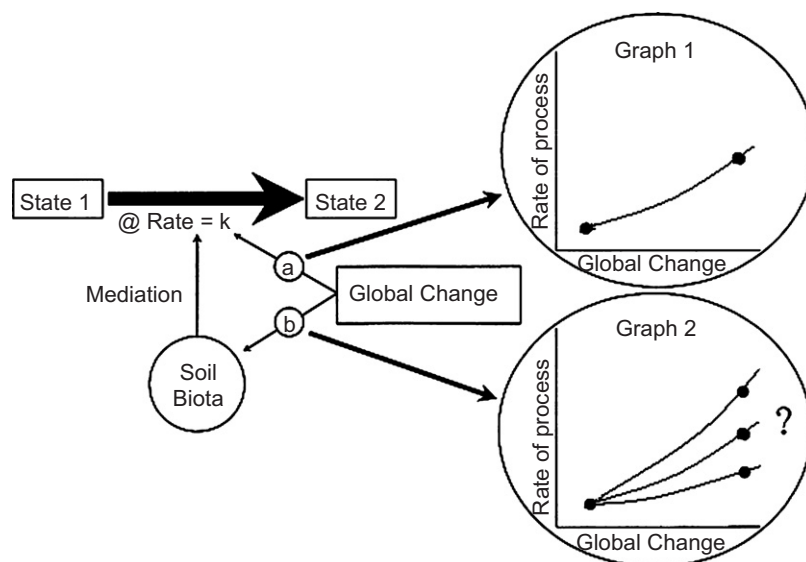 Graph 1
Rate of process
Global Change
State 1
State 2
@ Rate = k
a
Mediation
Global Change
b
Soil
Biota
Graph 2
Rate of process
?
Global Change